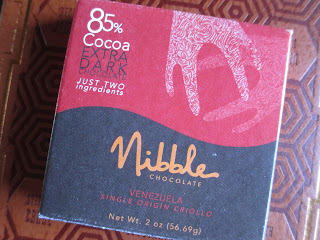 85%
Cocoa
EXTRA
DARK
JUST TWO
ingredients
Nibble
CHOCOLATE
VENEZUELA
SINGLE ORIGIN CRIOLLO
Net Wt. 2 oz (56.69g)